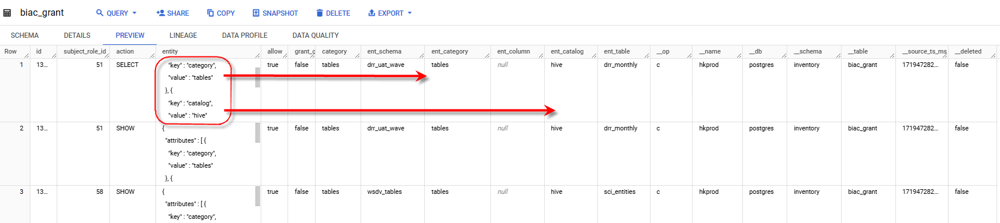 biac_grant QUERY SHARE COPY SNAPSHOT DELETE EXPORT
SCHEMA DETAILS PREVIEW LINEAGE DATA PROFILE DATA QUALITY
Row id subject_role_id action entity allow grant_c category ent_schema ent_category ent_column ent_catalog ent_table __op __name __db __schema __table __source_ts_ms __deleted
1 13... 51 SELECT "key" : "category", true false tables drr_uat_wave tables null hive drr_monthly c hkprod postgres inventory biac_grant 171947282... false
"value" : "tables"
}, {
"key" : "catalog",
"value" : "hive"
2 13... 51 SHOW { true false tables drr_uat_wave tables null hive drr_monthly c hkprod postgres inventory biac_grant 171947282... false
"attributes" : [ {
"key" : "category",
"value" : "tables"
}, {
3 13... 58 SHOW { true false tables wsdv_tables tables null hive sci_entities c hkprod postgres inventory biac_grant 171947282... false
"attributes" : [ {
"key" : "category",